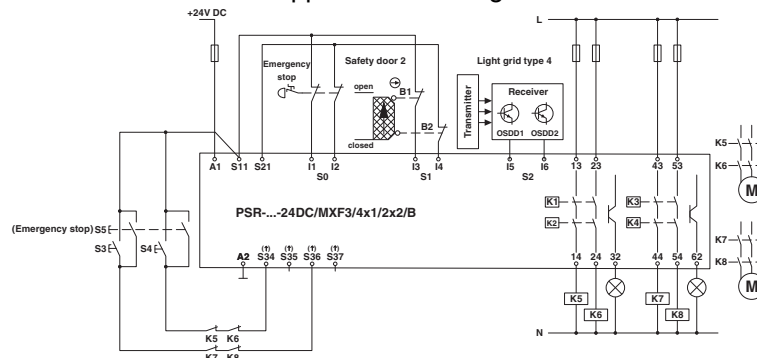 +24V DC
L
Emergency
stop
Safety door 2
Light grid type 4
open
closed
B1
B2
Transmitter
Receiver
OSDD1 OSDD2
K5
K6
M
K7
K8
M
A1 S11 S21 I1 I2 I3 I4 I5 I6 13 23 43 53
S0 S1 S2
PSR-...-24DC/MXF3/4x1/2x2/B
K1
K2
K3
K4
(Emergency stop) S5
S3 S4
A2 S34 S35 S36 S37 14 24 32 44 54 62
K5 K6 K7 K8
N
K5 K6
K7 K8